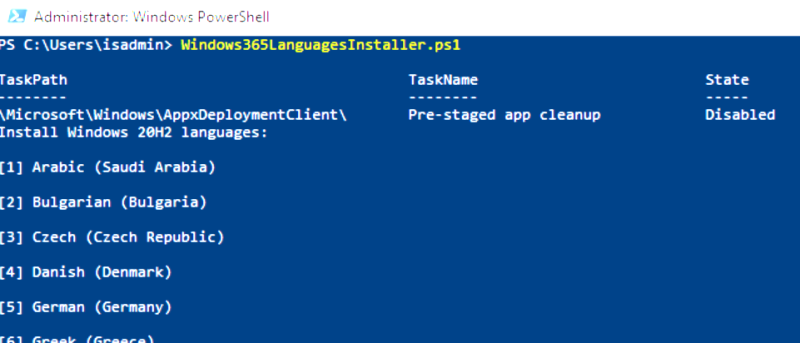 Administrator: Windows PowerShell
PS C:\Users\isadmin> Windows365LanguagesInstaller.ps1
TaskPath TaskName State
-------- -------- -----
\Microsoft\Windows\AppxDeploymentClient\ Pre-staged app cleanup Disabled
Install Windows 20H2 languages:
[1] Arabic (Saudi Arabia)
[2] Bulgarian (Bulgaria)
[3] Czech (Czech Republic)
[4] Danish (Denmark)
[5] German (Germany)
[6] Greek (Greece)